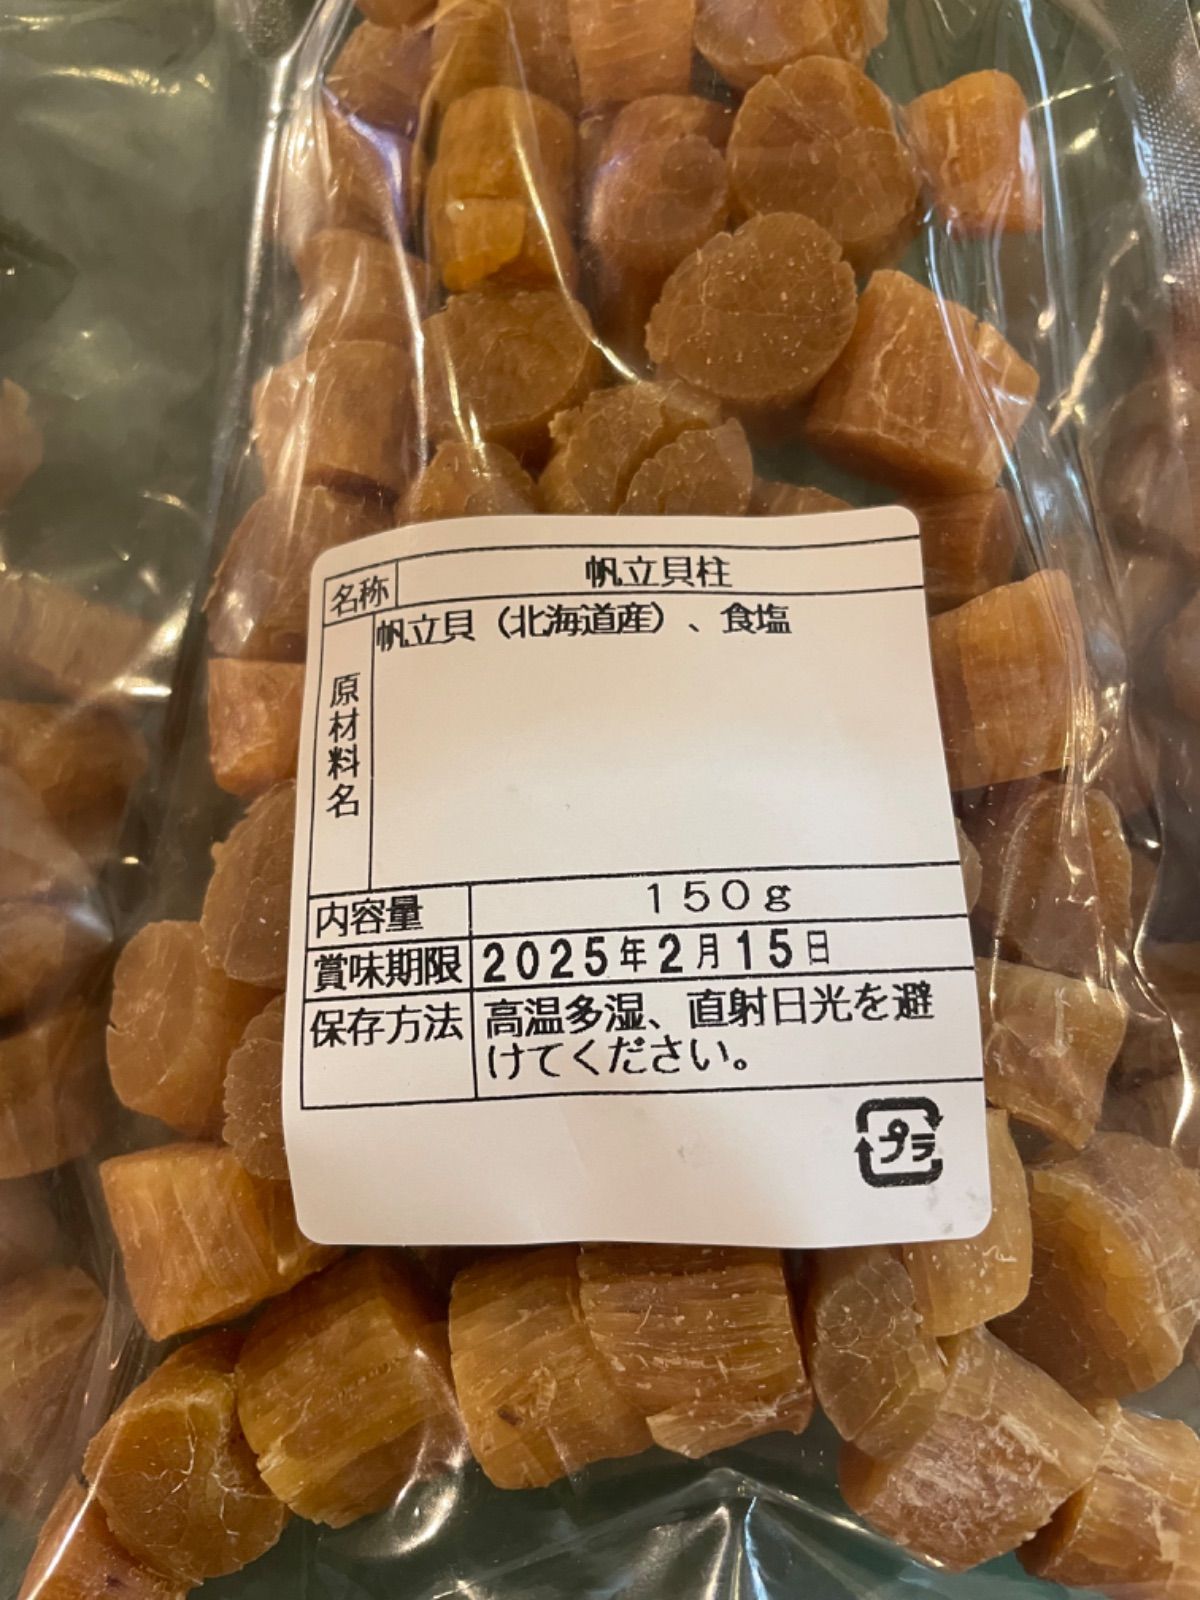 名称 帆立貝柱
原材料名 帆立貝（北海道産）、食塩
内容量 １５０ｇ
賞味期限 2025年2月15日
保存方法 高温多湿、直射日光を避
けてください。
プラ